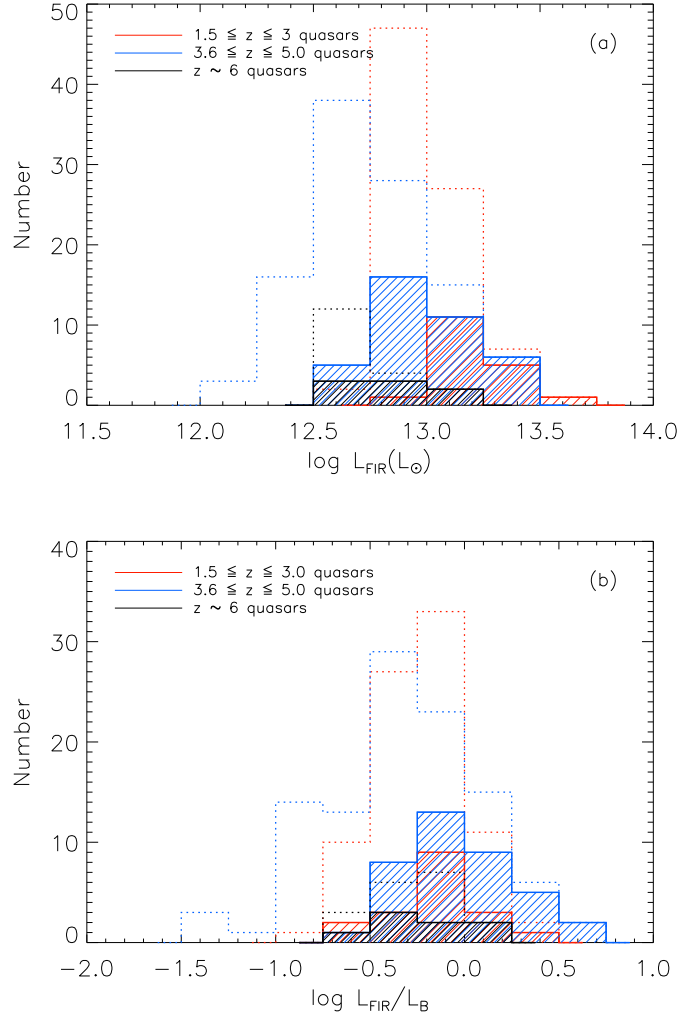 50
40
30
20
10
0
Number
1.5 ≦ z ≦ 3 quasars
3.6 ≦ z ≦ 5.0 quasars
z ~ 6 quasars
(a)
11.5 12.0 12.5 13.0 13.5 14.0
log L_FIR(L_⊙)
40
30
20
10
0
Number
1.5 ≦ z ≦ 3.0 quasars
3.6 ≦ z ≦ 5.0 quasars
z ~ 6 quasars
(b)
−2.0 −1.5 −1.0 −0.5 0.0 0.5 1.0
log L_FIR/L_B